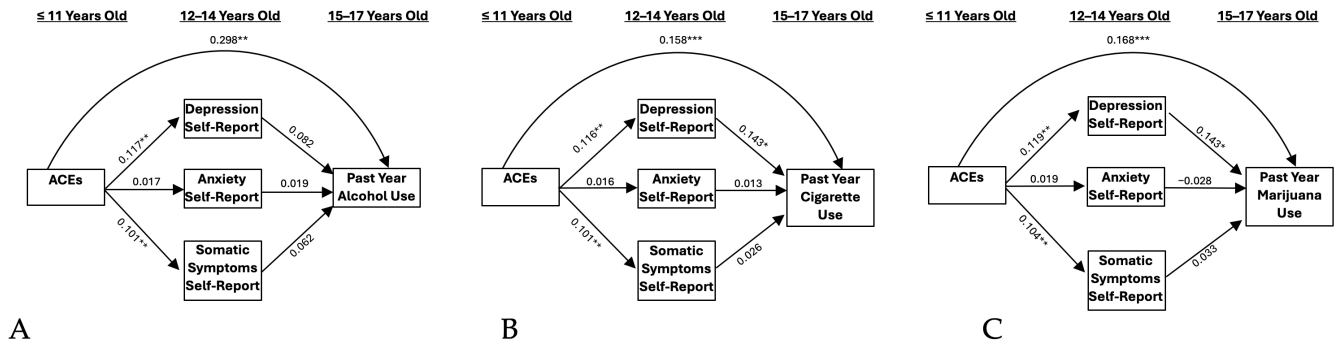 ≤ 11 Years Old 12–14 Years Old 15–17 Years Old
0.298**
Depression
Self-Report
0.117**
0.082
ACEs
0.017
Anxiety
Self-Report
0.019
Past Year
Alcohol Use
0.101**
0.062
Somatic
Symptoms
Self-Report
A
≤ 11 Years Old 12–14 Years Old 15–17 Years Old
0.158***
Depression
Self-Report
0.116**
0.143*
ACEs
0.016
Anxiety
Self-Report
0.013
Past Year
Cigarette
Use
0.101**
0.026
Somatic
Symptoms
Self-Report
B
≤ 11 Years Old 12–14 Years Old 15–17 Years Old
0.168***
Depression
Self-Report
0.119**
0.143*
ACEs
0.019
Anxiety
Self-Report
−0.028
Past Year
Marijuana
Use
0.104**
0.033
Somatic
Symptoms
Self-Report
C